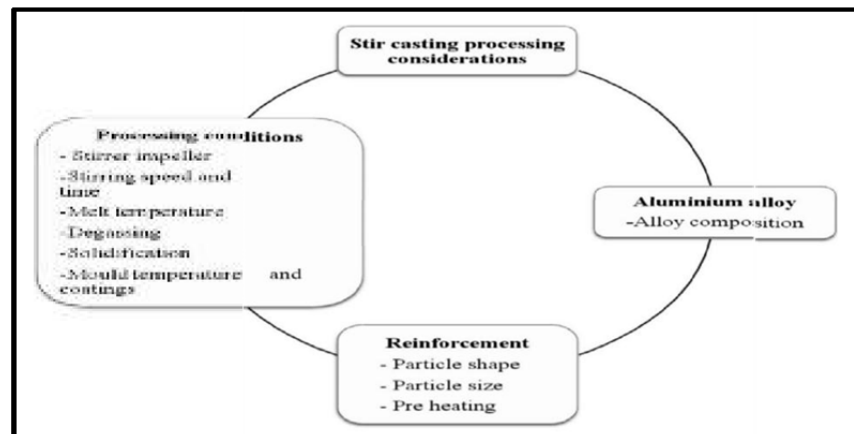 Stir casting processing
considerations
Processing conditions
- Stirrer impeller
-Stirring speed and
time
-Melt temperature
-Degassing
-Solidification
-Mould temperature and
coatings
Aluminium alloy
-Alloy composition
Reinforcement
- Particle shape
- Particle size
- Pre heating